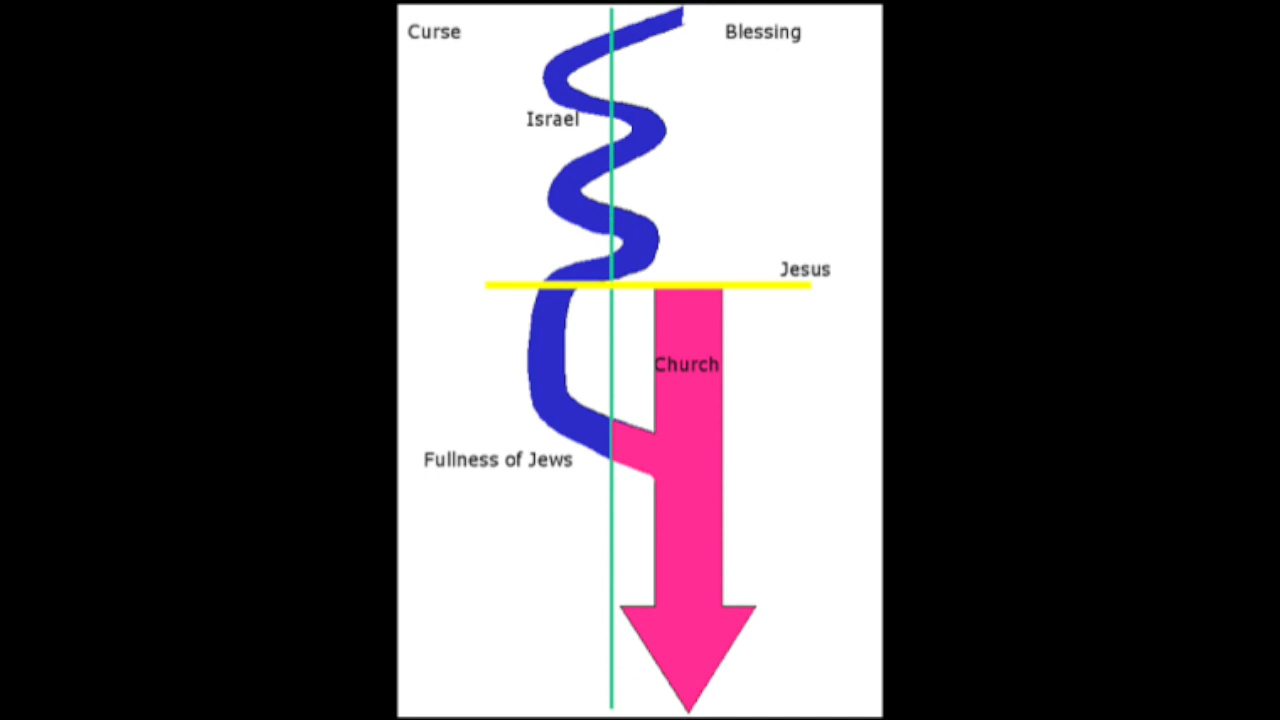 Curse
Blessing
Israel
Jesus
Church
Fullness of Jews